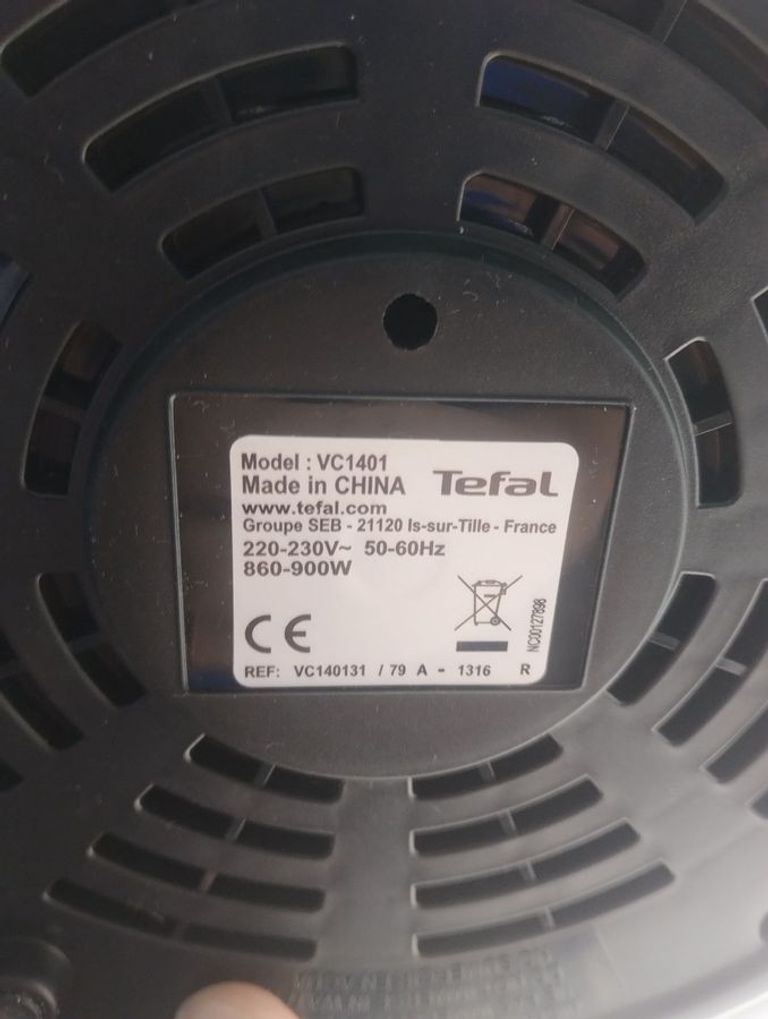 Model : VC1401
Made in CHINA
Tefal
www.tefal.com
Groupe SEB - 21120 Is-sur-Tille - France
220-230V~ 50-60Hz
860-900W
CE
NC00127898
REF: VC140131 / 79 A - 1316 R